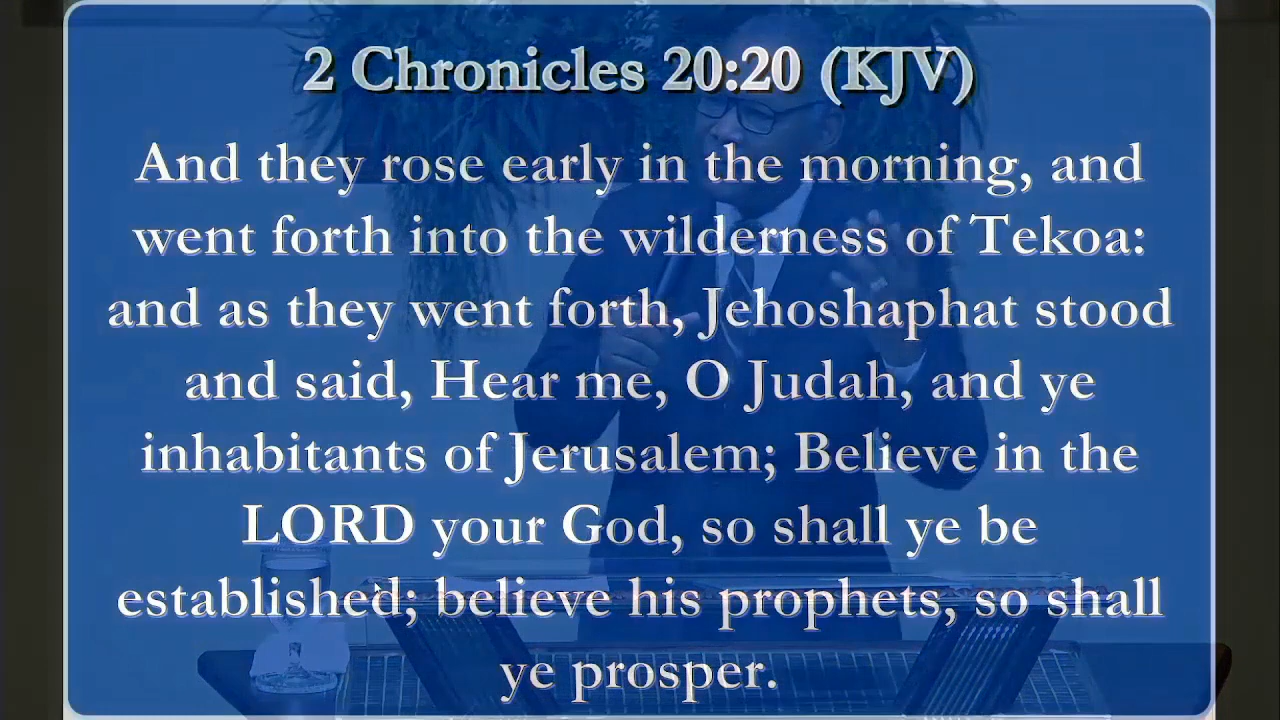 2 Chronicles 20:20 (KJV)
And they rose early in the morning, and
went forth into the wilderness of Tekoa:
and as they went forth, Jehoshaphat stood
and said, Hear me, O Judah, and ye
inhabitants of Jerusalem; Believe in the
LORD your God, so shall ye be
established; believe his prophets, so shall
ye prosper.